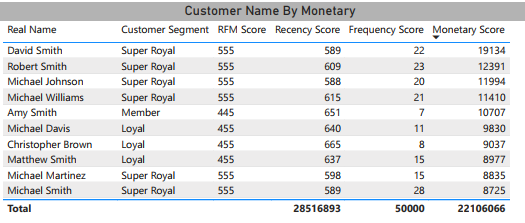 Customer Name By Monetary
Real Name Customer Segment RFM Score Recency Score Frequency Score Monetary Score
David Smith Super Royal 555 589 22 19134
Robert Smith Super Royal 555 609 23 12391
Michael Johnson Super Royal 555 588 20 11994
Michael Williams Super Royal 555 615 21 11410
Amy Smith Member 445 651 7 10707
Michael Davis Loyal 455 640 11 9830
Christopher Brown Loyal 455 665 8 9037
Matthew Smith Loyal 455 637 15 8977
Michael Martinez Super Royal 555 598 15 8835
Michael Smith Super Royal 555 589 28 8725
Total 28516893 50000 22106066